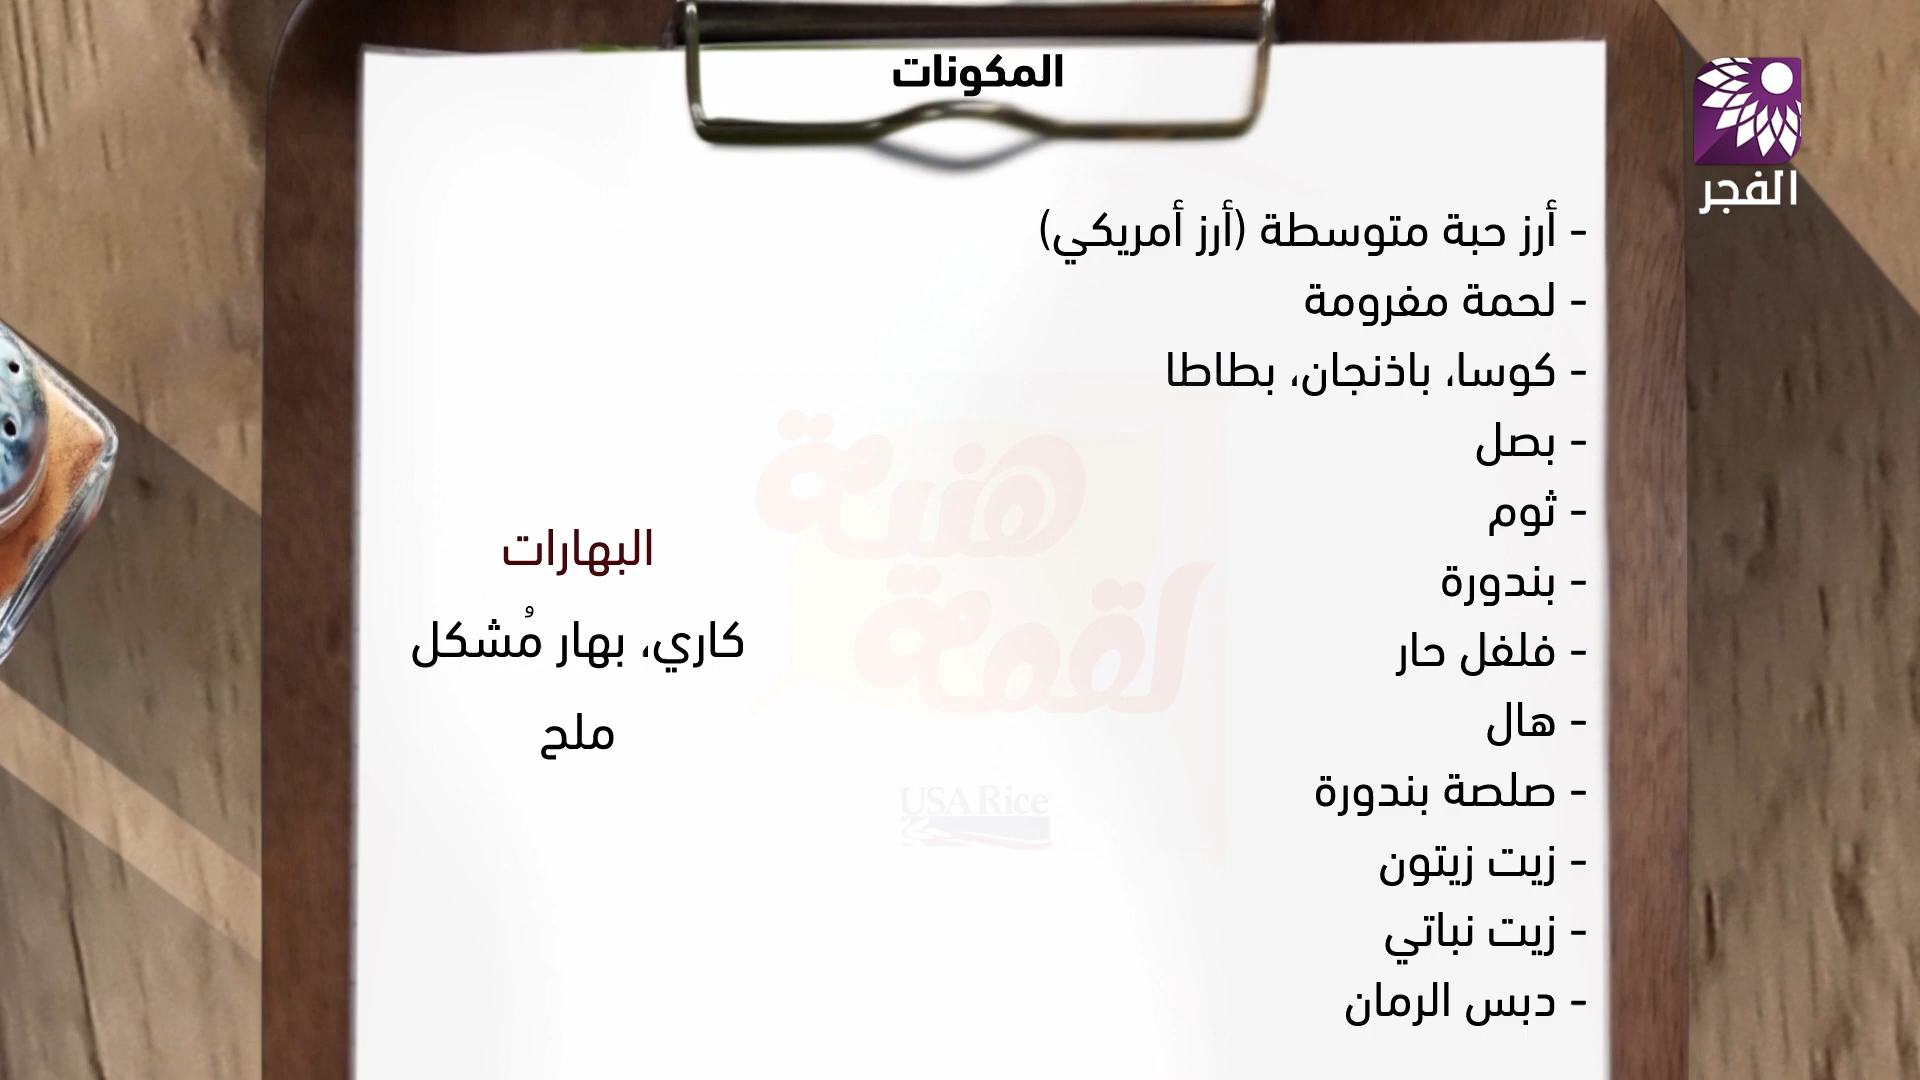 المكونات
الفجر
- أرز حبة متوسطة (أرز أمريكي)
- لحمة مفرومة
- كوسا، باذنجان، بطاطا
- بصل
- ثوم
- بندورة
- فلفل حار
- هال
- صلصة بندورة
- زيت زيتون
- زيت نباتي
- دبس الرمان
البهارات
كاري، بهار مُشكل
ملح
هنية
لقمة
USA Rice